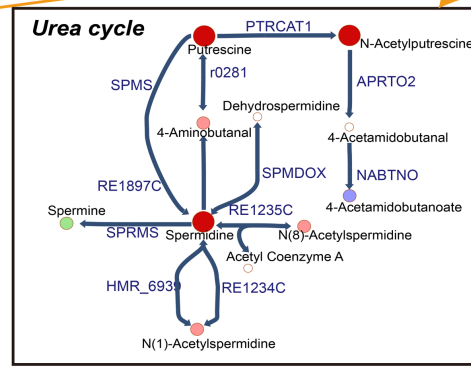 Urea cycle
PTRCAT1
Putrescine
N-Acetylputrescine
r0281
SPMS
APRTO2
Dehydrospermidine
4-Aminobutanal
4-Acetamidobutanal
SPMDOX
NABTNO
RE1897C
4-Acetamidobutanoate
Spermine
RE1235C
SPRMS
Spermidine
N(8)-Acetylspermidine
Acetyl Coenzyme A
HMR_6939
RE1234C
N(1)-Acetylspermidine